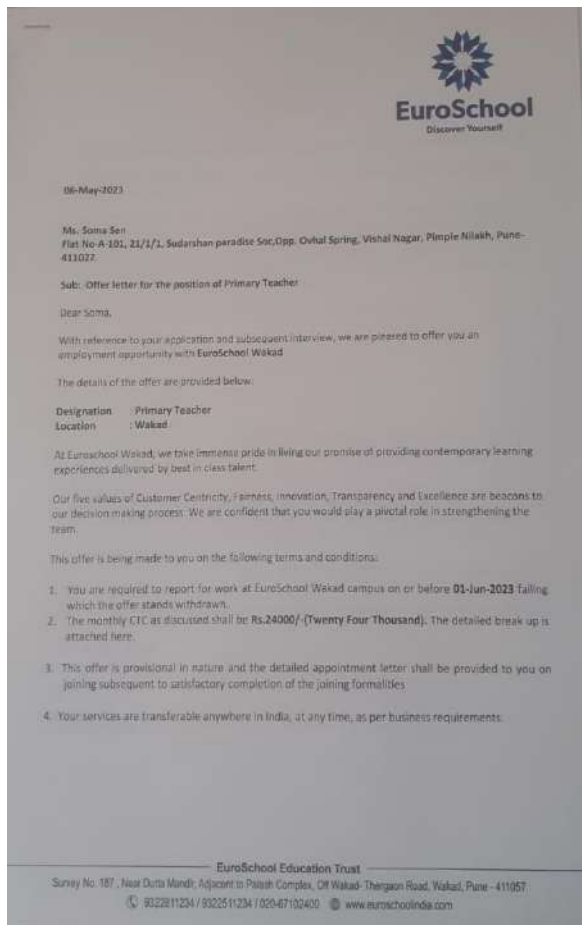 EuroSchool
Discover Yourself
06-May-2023
Ms. Soma Sen
Flat No-A-101, 21/1/1, Sudarshan paradise Soc,Opp. Ovhal Spring, Vishal Nagar, Pimple Nilakh, Pune-
411027.
Sub: Offer letter for the position of Primary Teacher
Dear Soma,
With reference to your application and subsequent interview, we are pleased to offer you an
employment opportunity with EuroSchool Wakad
The details of the offer are provided below:
Designation : Primary Teacher
Location : Wakad
At Euroschool Wakad, we take immense pride in living our promise of providing contemporary learning
experiences delivered by best in class talent.
Our five values of Customer Centricity, Fairness, Innovation, Transparency and Excellence are beacons to
our decision making process. We are confident that you would play a pivotal role in strengthening the
team.
This offer is being made to you on the following terms and conditions:
1. You are required to report for work at EuroSchool Wakad campus on or before 01-Jun-2023 failing
which the offer stands withdrawn.
2. The monthly CTC as discussed shall be Rs.24000/-(Twenty Four Thousand). The detailed break up is
attached here.
3. This offer is provisional in nature and the detailed appointment letter shall be provided to you on
joining subsequent to satisfactory completion of the joining formalities
4. Your services are transferable anywhere in India, at any time, as per business requirements.
EuroSchool Education Trust
Survey No. 187 , Near Dutta Mandir, Adjacent to Palash Complex, Off Wakad- Thergaon Road, Wakad, Pune - 411057
9322811234 / 9322511234 / 020-67102400 www.euroschoolindia.com